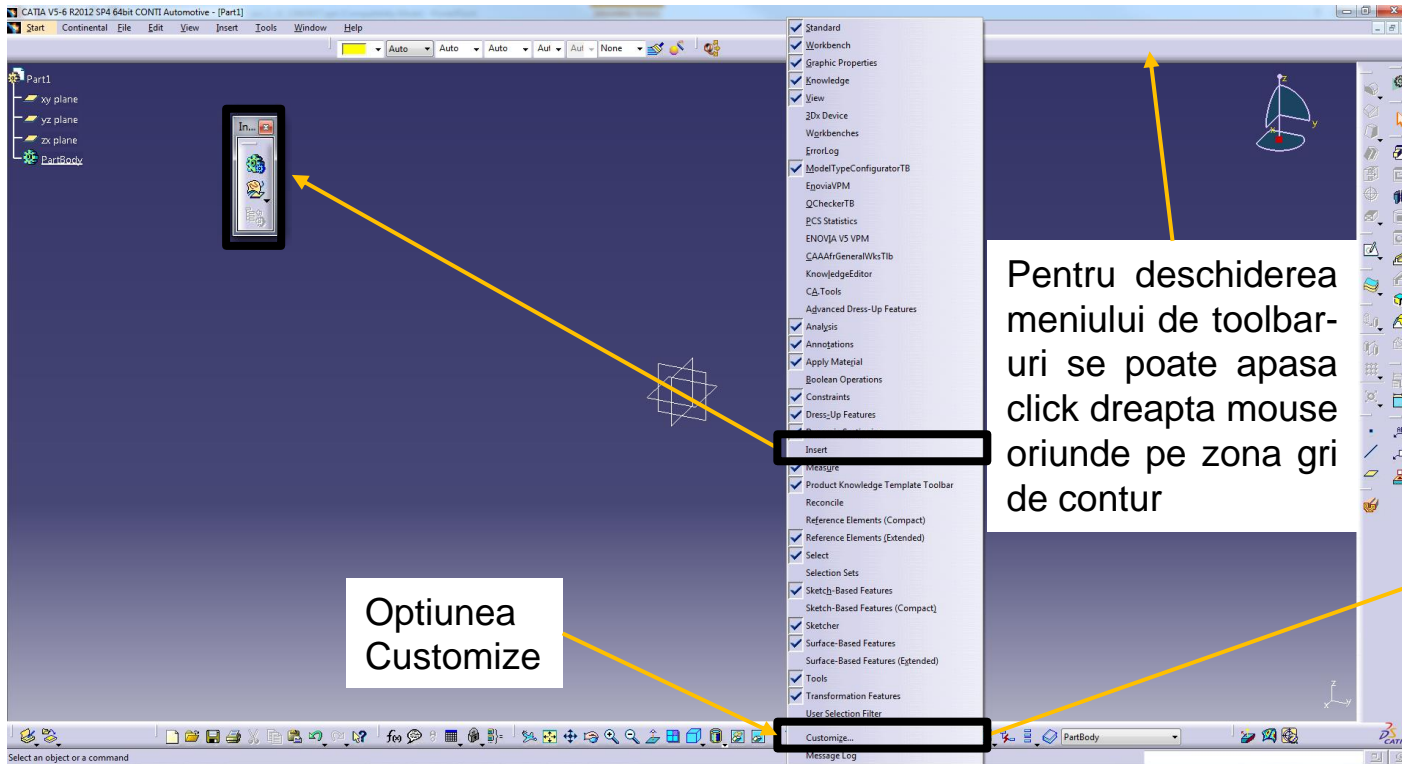 CATIA V5-6 R2012 SP4 64bit CONTI Automotive - [Part1]
Start Continental File Edit View Insert Tools Window Help
Auto Auto Auto Aut Aut None
Part1
xy plane
yz plane
zx plane
PartBody
In...
Standard
Workbench
Graphic Properties
Knowledge
View
3Dx Device
Workbenches
ErrorLog
ModelTypeConfiguratorTB
EnoviaVPM
QCheckerTB
PCS Statistics
ENOVIA V5 VPM
CAAAfrGeneralWksTlb
KnowledgeEditor
CA.Tools
Advanced Dress-Up Features
Analysis
Annotations
Apply Material
Boolean Operations
Constraints
Dress-Up Features
Insert
Measure
Product Knowledge Template Toolbar
Reconcile
Reference Elements (Compact)
Reference Elements (Extended)
Select
Selection Sets
Sketch-Based Features
Sketch-Based Features (Compact)
Sketcher
Surface-Based Features
Surface-Based Features (Extended)
Tools
Transformation Features
User Selection Filter
Customize...
Message Log
z
y
x
Pentru deschiderea
meniului de toolbar-
uri se poate apasa
click dreapta mouse
oriunde pe zona gri
de contur
Optiunea
Customize
z
x y
PartBody
Select an object or a command